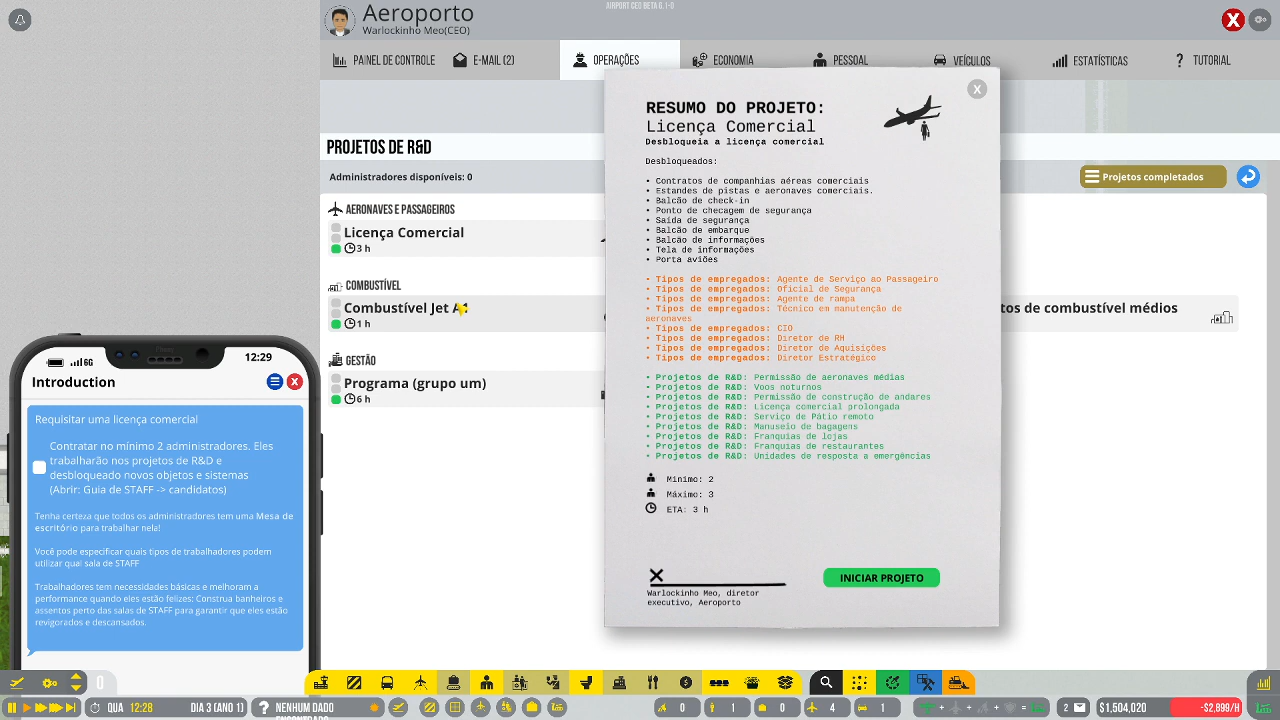 AIRPORT CEO BETA
Aeroporto
Warlockinho Meo(CEO)
X
PAINEL DE CONTROLE
E-MAIL (2)
OPERAÇÕES
ECONOMIA
PESSOAL
VEÍCULOS
ESTATÍSTICAS
? TUTORIAL
PROJETOS DE R&D
Administradores disponíveis: 0
Projetos completados
AERONAVES E PASSAGEIROS
Licença Comercial
3 h
COMBUSTÍVEL
Combustível Jet A1
1 h
tos de combustível médios
GESTÃO
Programa (grupo um)
6 h
X
RESUMO DO PROJETO:
Licença Comercial
Desbloqueia a licença comercial
Desbloqueados:
• Contratos de companhias aéreas comerciais
• Estandes de pistas e aeronaves comerciais.
• Balcão de check-in
• Ponto de checagem de segurança
• Saída de segurança
• Balcão de embarque
• Balcão de informações
• Tela de informações
• Porta aviões
• Tipos de empregados: Agente de Serviço ao Passageiro
• Tipos de empregados: Oficial de Segurança
• Tipos de empregados: Agente de rampa
• Tipos de empregados: Técnico em manutenção de
aeronaves
• Tipos de empregados: CIO
• Tipos de empregados: Diretor de RH
• Tipos de empregados: Diretor de Aquisições
• Tipos de empregados: Diretor Estratégico
• Projetos de R&D: Permissão de aeronaves médias
• Projetos de R&D: Voos noturnos
• Projetos de R&D: Permissão de construção de andares
• Projetos de R&D: Licença comercial prolongada
• Projetos de R&D: Serviço de Pátio remoto
• Projetos de R&D: Manuseio de bagagens
• Projetos de R&D: Franquias de lojas
• Projetos de R&D: Franquias de restaurantes
• Projetos de R&D: Unidades de resposta a emergências
Mínimo: 2
Máximo: 3
ETA: 3 h
INICIAR PROJETO
Warlockinho Meo, diretor
executivo, Aeroporto
6G
12:29
Introduction
X
Requisitar uma licença comercial
Contratar no mínimo 2 administradores. Eles
trabalharão nos projetos de R&D e
desbloqueado novos objetos e sistemas
(Abrir: Guia de STAFF -> candidatos)
Tenha certeza que todos os administradores tem uma Mesa de
escritório para trabalhar nela!
Você pode especificar quais tipos de trabalhadores podem
utilizar qual sala de STAFF
Trabalhadores tem necessidades básicas e melhoram a
performance quando eles estão felizes: Construa banheiros e
assentos perto das salas de STAFF para garantir que eles estão
revigorados e descansados.
0
QUA 12:28
DIA 3 (ANO 1)
? NENHUM DADO
ENCONTRADO
0
1
0
4
1
2
$1,504,020
-$2,899/H